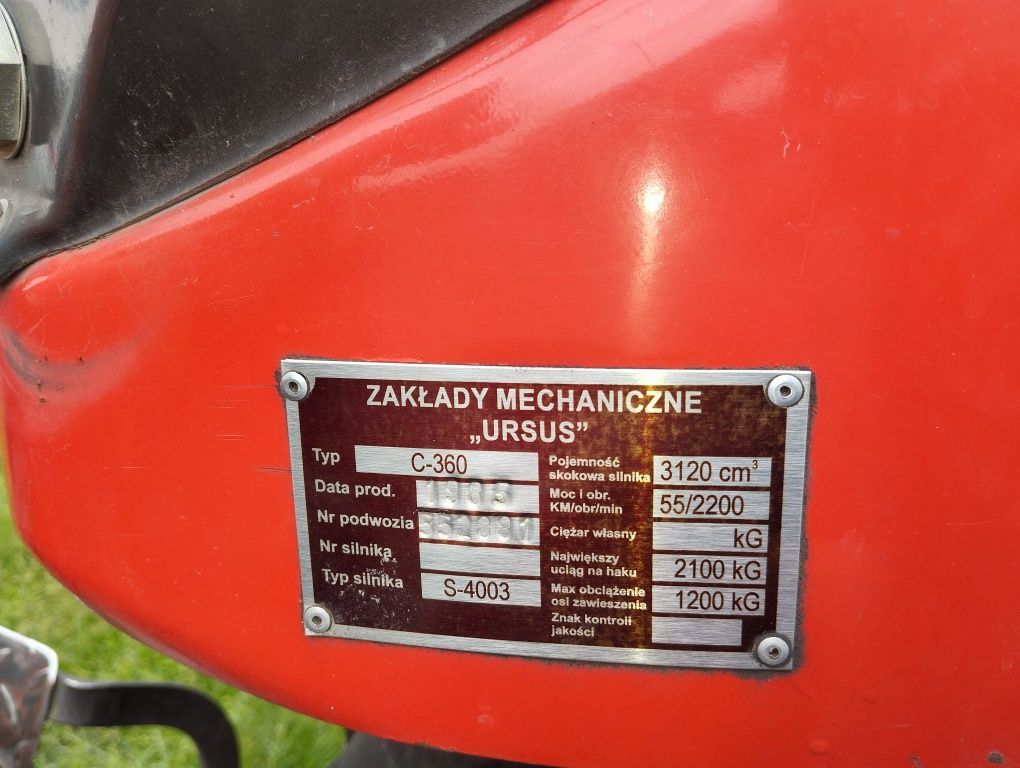 ZAKŁADY MECHANICZNE
„URSUS”
Typ C-360
Data prod. 1985
Nr podwozia
Nr silnika
Typ silnika S-4003
Pojemność
skokowa silnika 3120 cm³
Moc i obr.
KM/obr/min 55/2200
Ciężar własny kG
Największy
uciąg na haku 2100 kG
Max obciążenie
osi zawieszenia 1200 kG
Znak kontroli
jakości